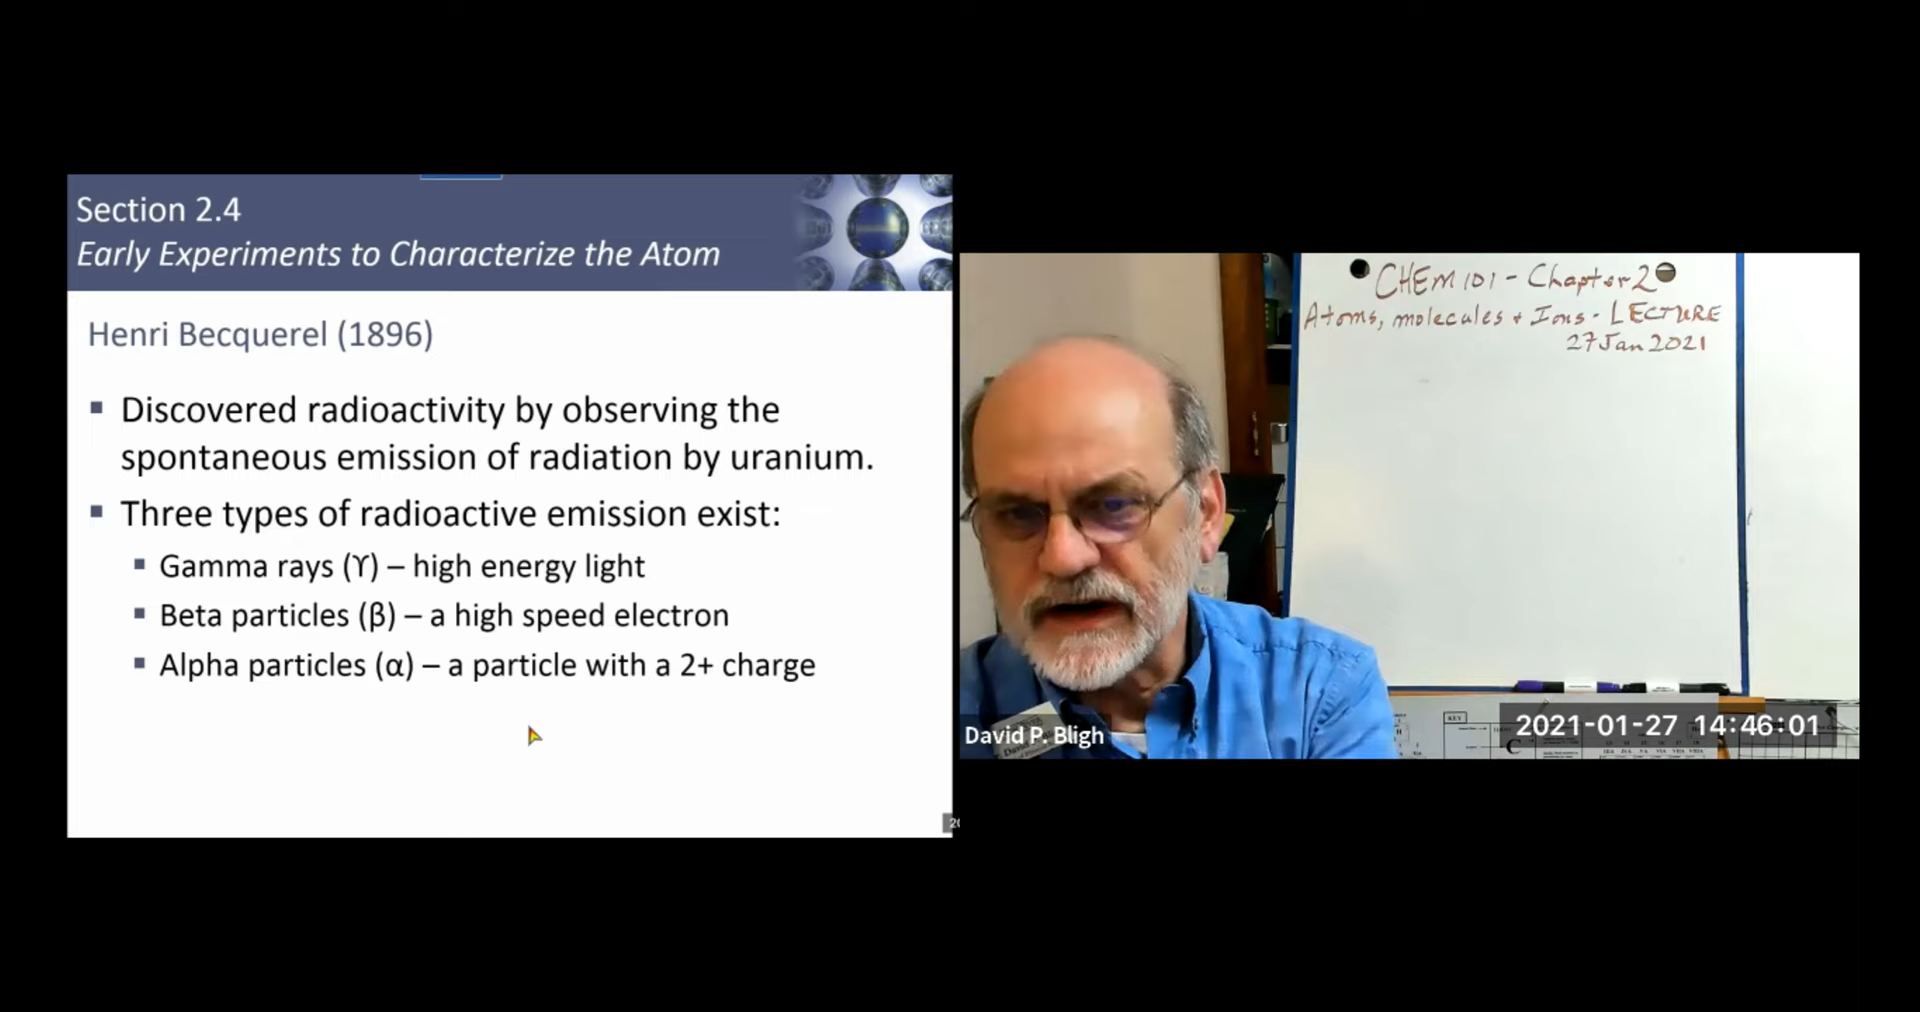 Section 2.4
Early Experiments to Characterize the Atom
Henri Becquerel (1896)
▪ Discovered radioactivity by observing the
spontaneous emission of radiation by uranium.
▪ Three types of radioactive emission exist:
▪ Gamma rays (ϒ) – high energy light
▪ Beta particles (β) – a high speed electron
▪ Alpha particles (α) – a particle with a 2+ charge
CHEM 101 - Chapter 2
Atoms, molecules + Ions - LECTURE
27 Jan 2021
KEY
C
David P. Bligh
2021-01-27 14:46:01